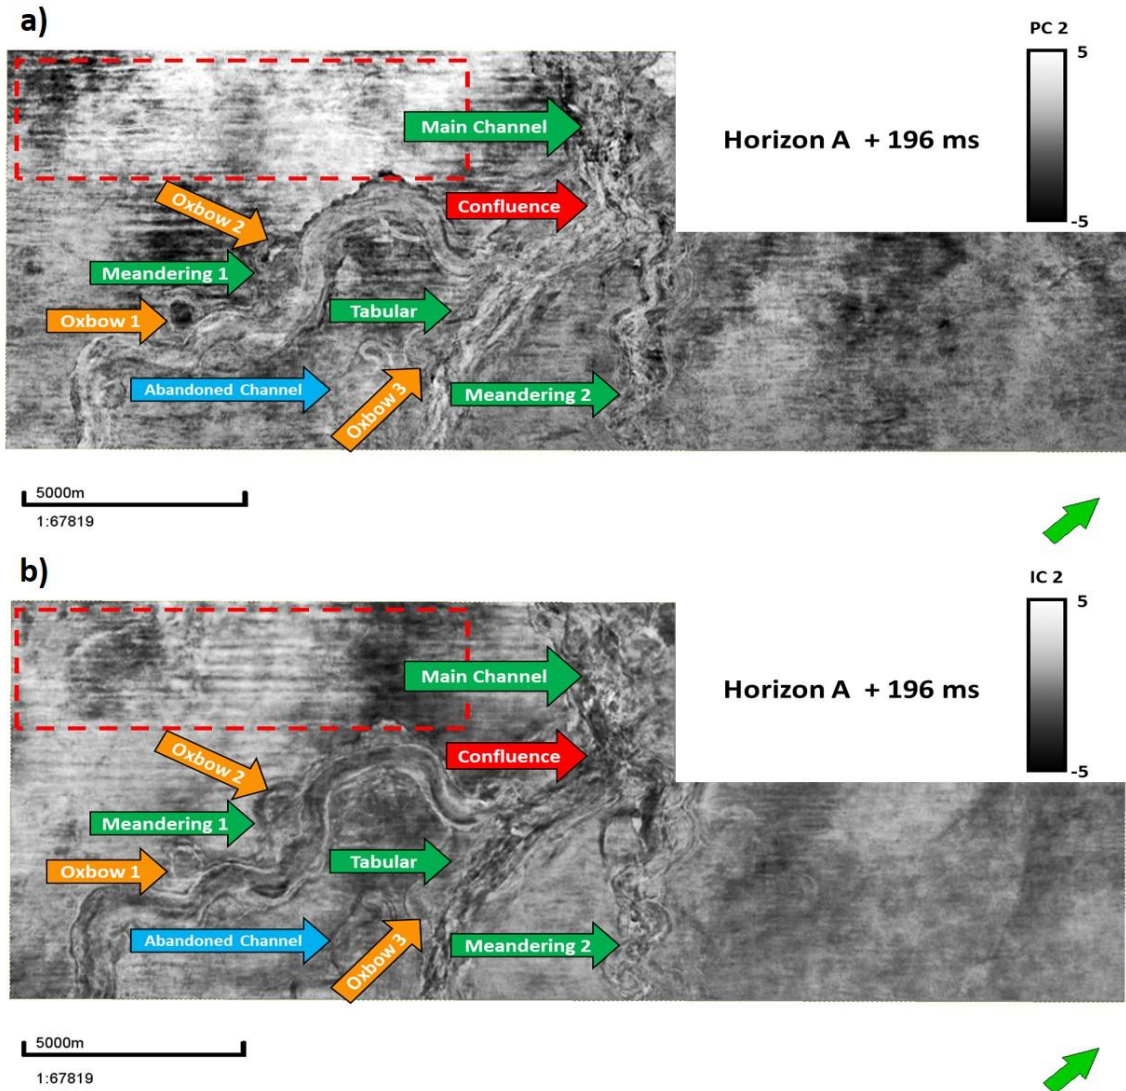 a)
PC 2
5
-5
Horizon A + 196 ms
Main Channel
Confluence
Oxbow 2
Meandering 1
Oxbow 1
Tabular
Abandoned Channel
Oxbow 3
Meandering 2
5000m
1:67819
b)
IC 2
5
-5
Horizon A + 196 ms
Main Channel
Confluence
Oxbow 2
Meandering 1
Oxbow 1
Tabular
Abandoned Channel
Oxbow 3
Meandering 2
5000m
1:67819